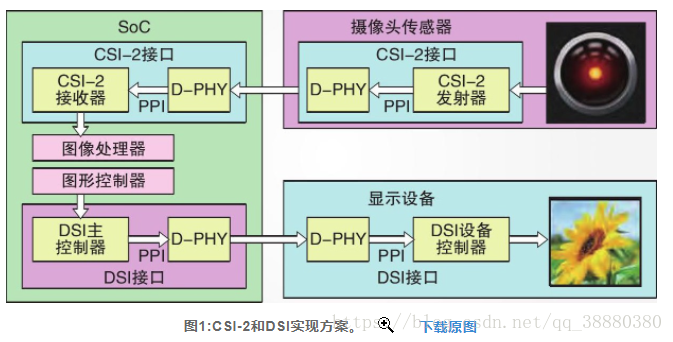 SoC
CSI-2接口
CSI-2
接收器
PPI
D-PHY
图像处理器
图形控制器
DSI主
控制器
PPI
D-PHY
DSI接口
摄像头传感器
CSI-2接口
D-PHY
PPI
CSI-2
发射器
显示设备
D-PHY
PPI
DSI设备
控制器
DSI接口
图1:CSI-2和DSI实现方案。
下载原图
https://blog.csdn.net/qq_38880380